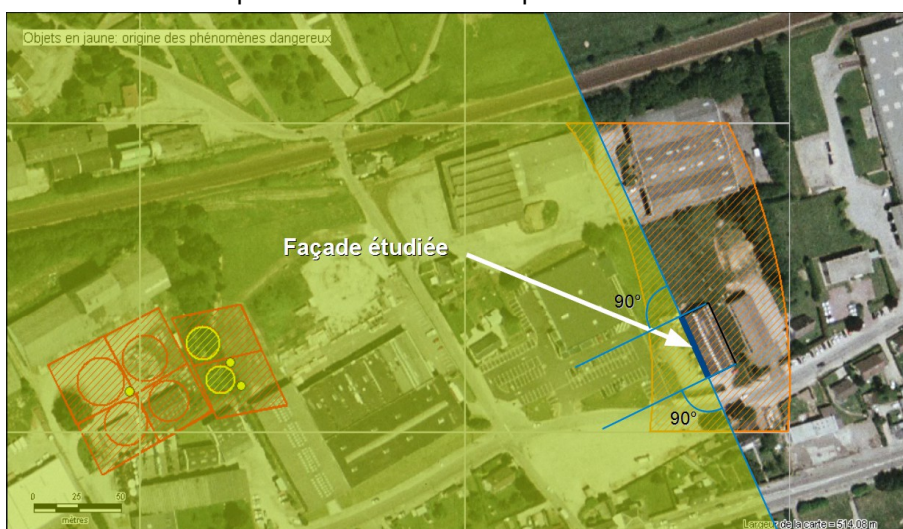 Objets en jaune: origine des phénomènes dangereux
Façade étudiée
90°
90°
0 25 50
mètres
Largeur de la carte = 514.08 m